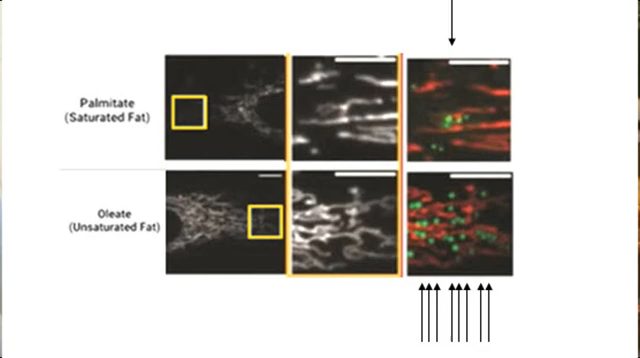 Palmitate
(Saturated Fat)
Oleate
(Unsaturated Fat)